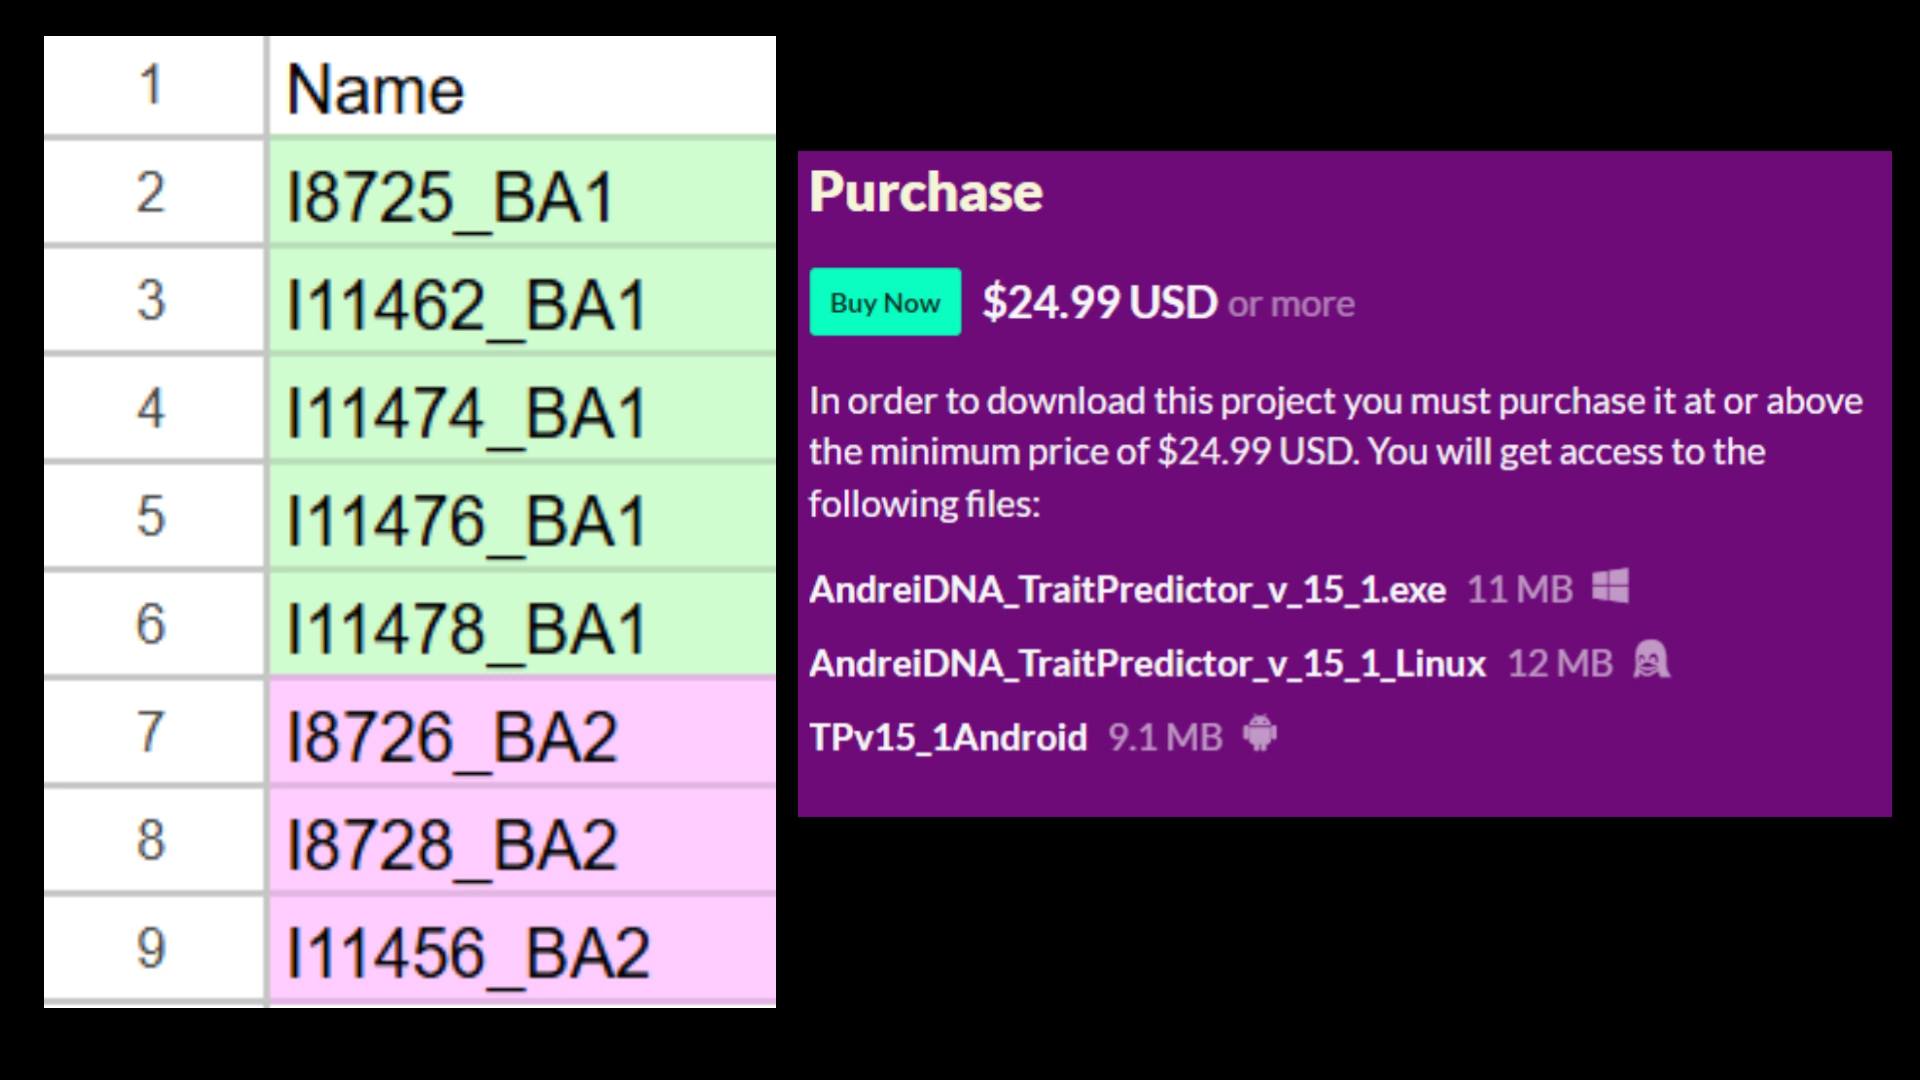 1 Name
2 I8725_BA1
3 I11462_BA1
4 I11474_BA1
5 I11476_BA1
6 I11478_BA1
7 I8726_BA2
8 I8728_BA2
9 I11456_BA2
Purchase
Buy Now $24.99 USD or more
In order to download this project you must purchase it at or above
the minimum price of $24.99 USD. You will get access to the
following files:
AndreiDNA_TraitPredictor_v_15_1.exe 11 MB
AndreiDNA_TraitPredictor_v_15_1_Linux 12 MB
TPv15_1Android 9.1 MB